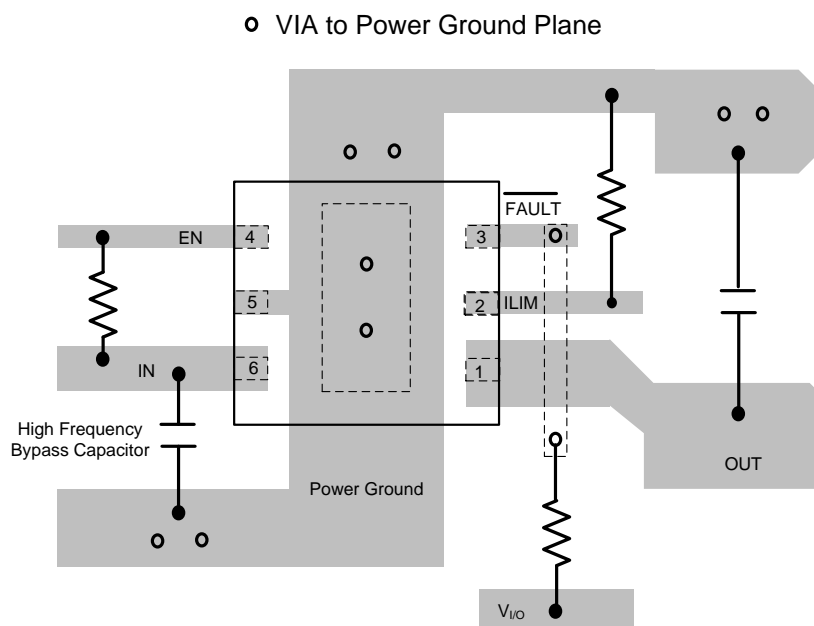 VIA to Power Ground Plane
FAULT
EN
4
3
5
2
ILIM
IN
6
1
High Frequency
Bypass Capacitor
OUT
Power Ground
VI/O